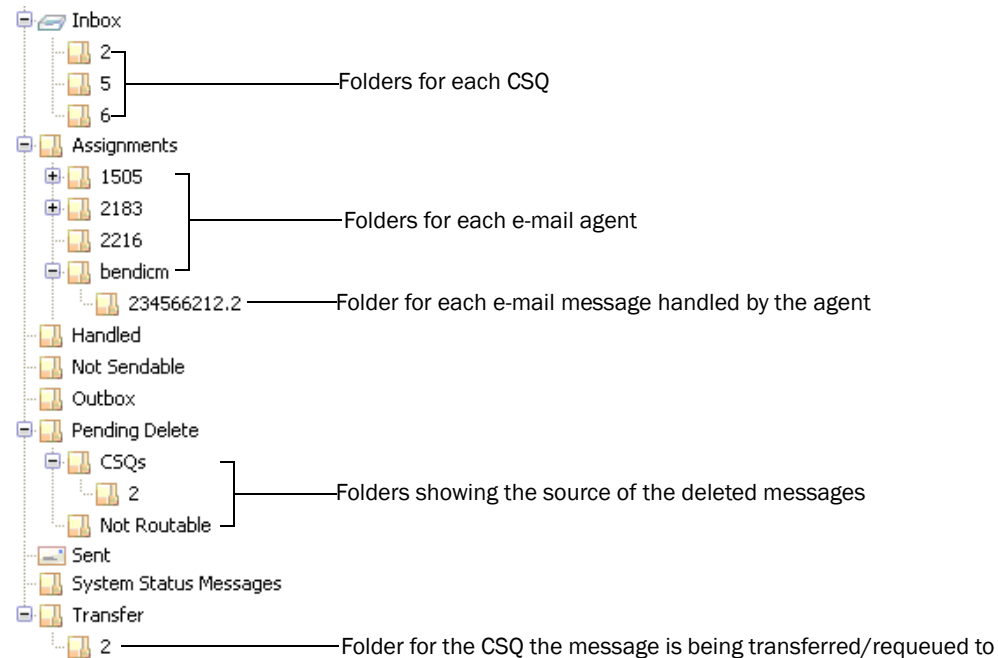 Inbox
2
5
Folders for each CSQ
6
Assignments
1505
2183
Folders for each e-mail agent
2216
bendicm
234566212.2 Folder for each e-mail message handled by the agent
Handled
Not Sendable
Outbox
Pending Delete
CSQs
2
Folders showing the source of the deleted messages
Not Routable
Sent
System Status Messages
Transfer
2 Folder for the CSQ the message is being transferred/requeued to